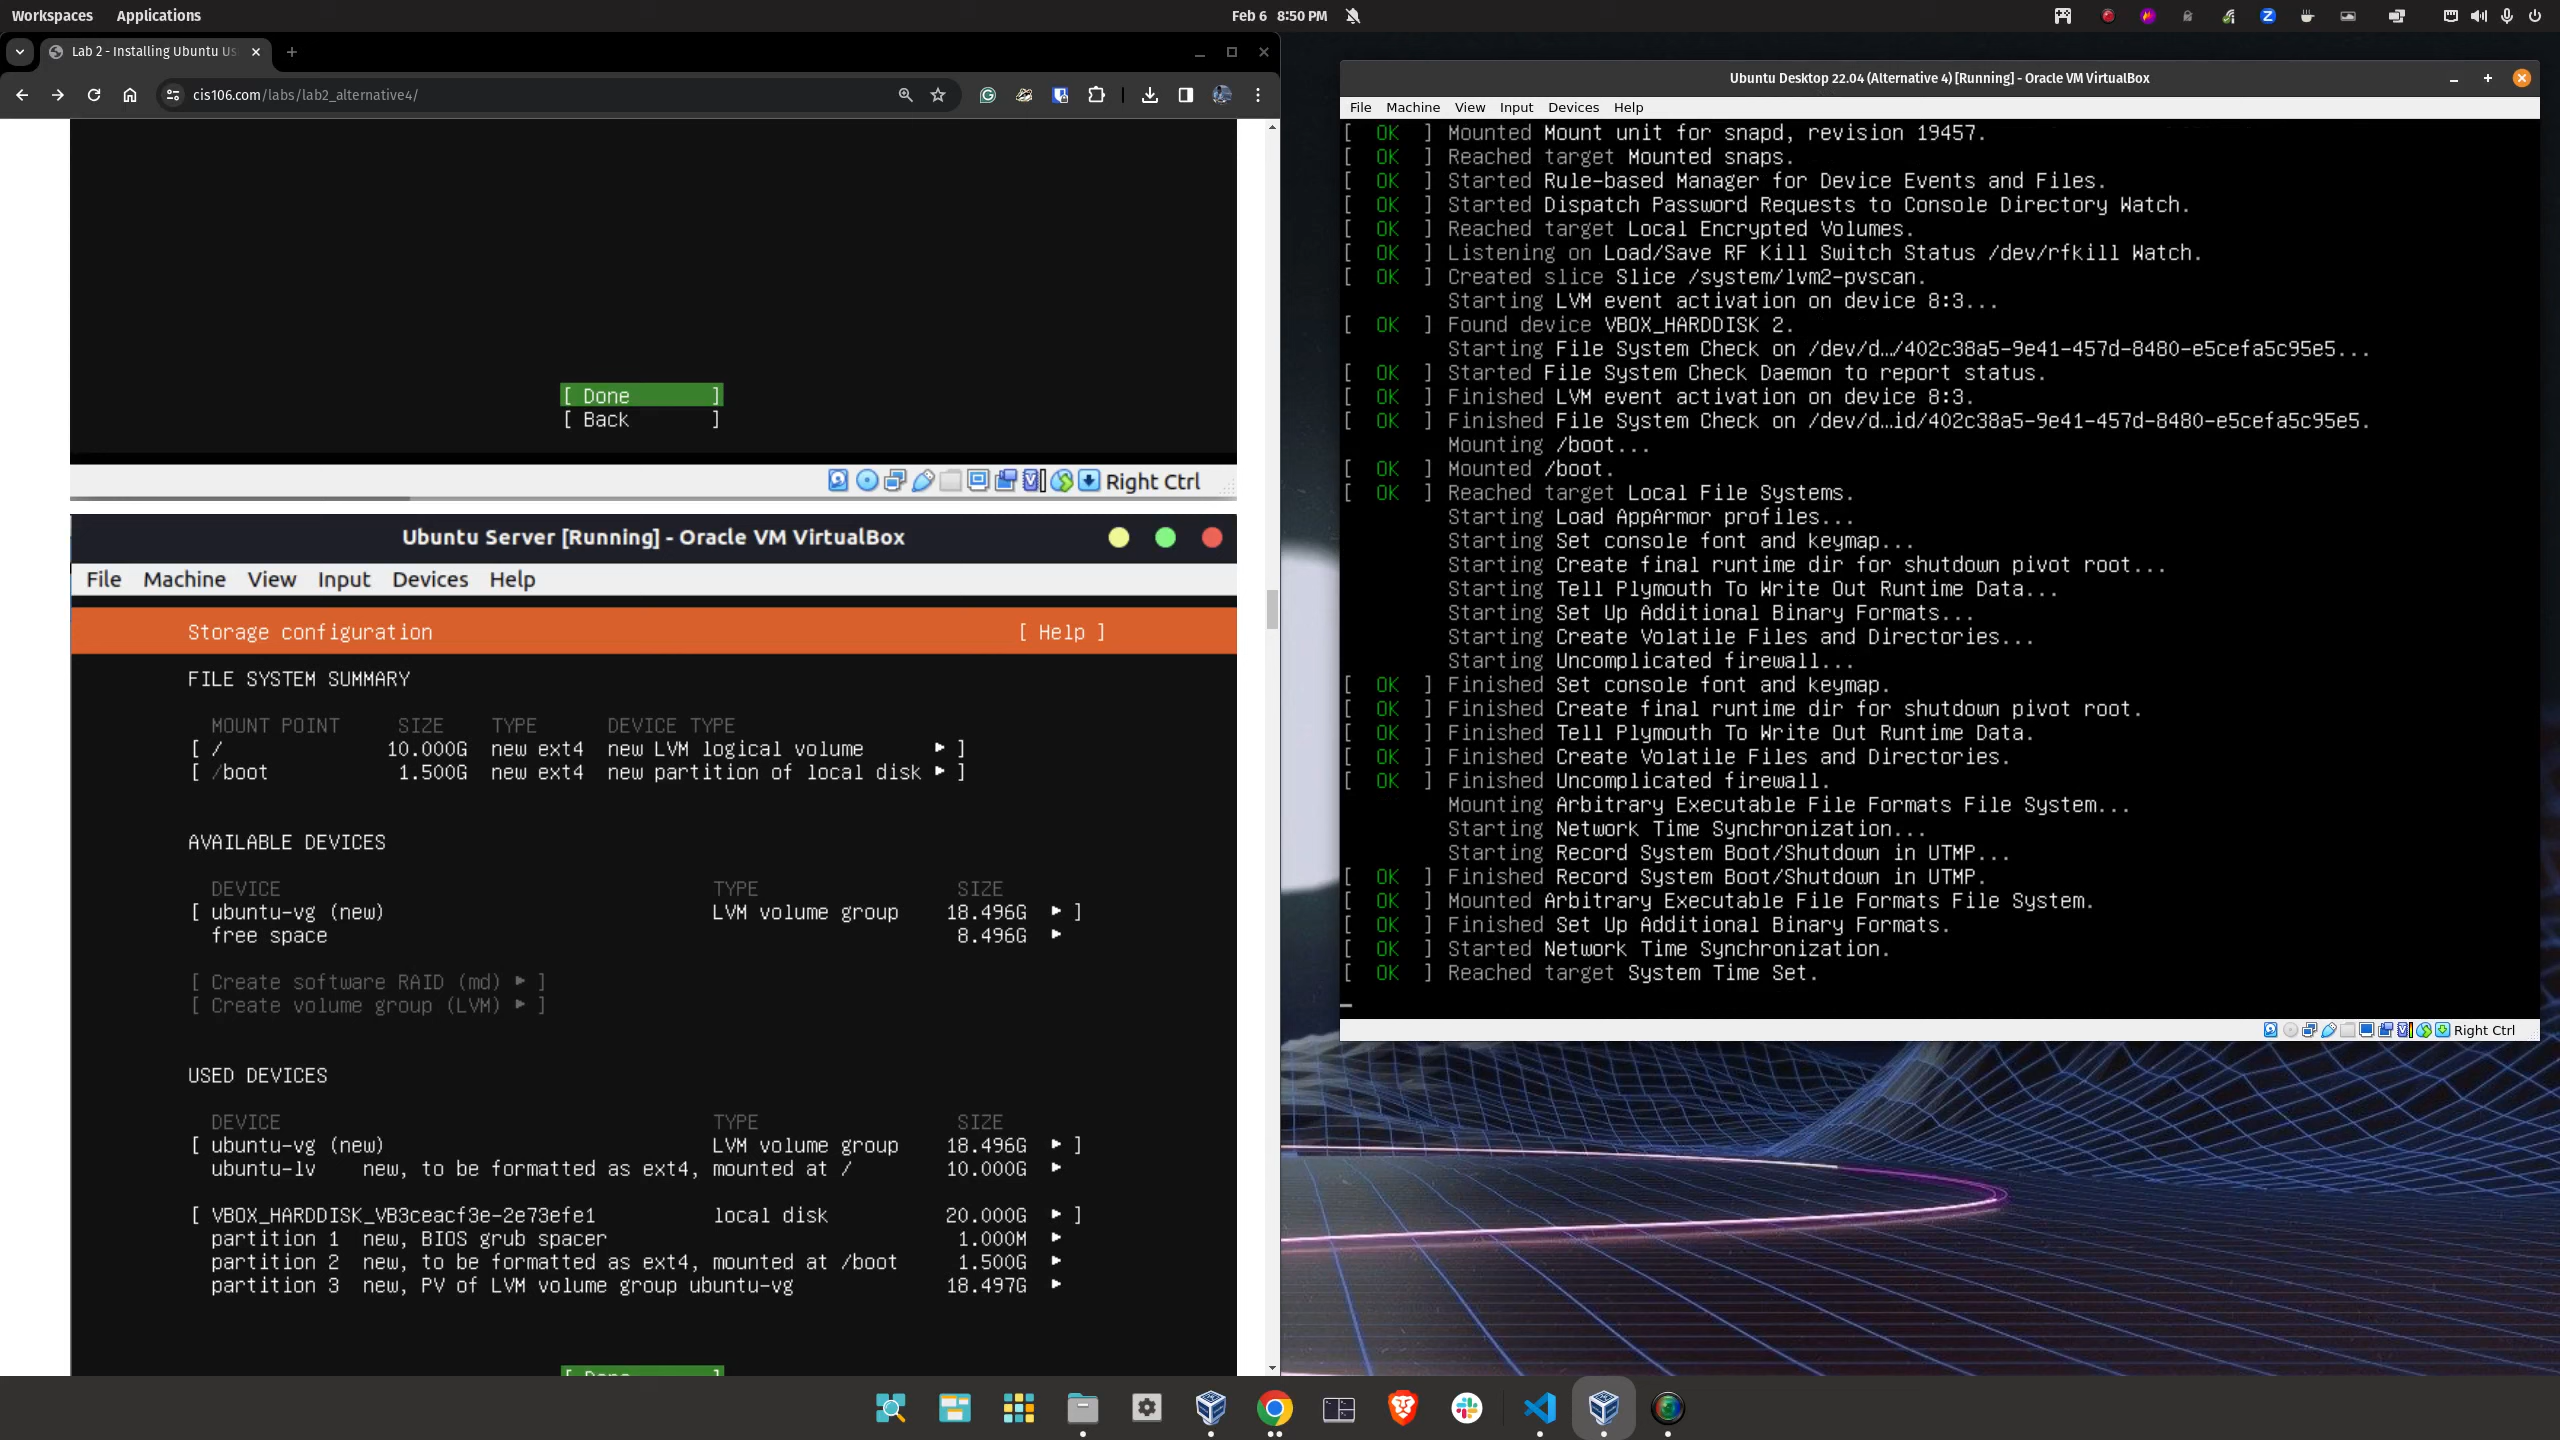 Workspaces Applications Feb 6 8:50 PM
Lab 2 - Installing Ubuntu Us
cis106.com/labs/lab2_alternative4/
[ Done ]
[ Back ]
Right Ctrl
Ubuntu Server [Running] - Oracle VM VirtualBox
File Machine View Input Devices Help
Storage configuration [ Help ]
FILE SYSTEM SUMMARY
MOUNT POINT SIZE TYPE DEVICE TYPE
[ / 10.000G new ext4 new LVM logical volume ▸ ]
[ /boot 1.500G new ext4 new partition of local disk ▸ ]
AVAILABLE DEVICES
DEVICE TYPE SIZE
[ ubuntu-vg (new) LVM volume group 18.496G ▸ ]
free space 8.496G ▸
[ Create software RAID (md) ▸ ]
[ Create volume group (LVM) ▸ ]
USED DEVICES
DEVICE TYPE SIZE
[ ubuntu-vg (new) LVM volume group 18.496G ▸ ]
ubuntu-lv new, to be formatted as ext4, mounted at / 10.000G ▸
[ VBOX_HARDDISK_VB3ceacf3e-2e73efe1 local disk 20.000G ▸ ]
partition 1 new, BIOS grub spacer 1.000M ▸
partition 2 new, to be formatted as ext4, mounted at /boot 1.500G ▸
partition 3 new, PV of LVM volume group ubuntu-vg 18.497G ▸
[ Done ]
Ubuntu Desktop 22.04 (Alternative 4) [Running] - Oracle VM VirtualBox
File Machine View Input Devices Help
[ OK ] Mounted Mount unit for snapd, revision 19457.
[ OK ] Reached target Mounted snaps.
[ OK ] Started Rule-based Manager for Device Events and Files.
[ OK ] Started Dispatch Password Requests to Console Directory Watch.
[ OK ] Reached target Local Encrypted Volumes.
[ OK ] Listening on Load/Save RF Kill Switch Status /dev/rfkill Watch.
[ OK ] Created slice Slice /system/lvm2-pvscan.
Starting LVM event activation on device 8:3...
[ OK ] Found device VBOX_HARDDISK 2.
Starting File System Check on /dev/d…/402c38a5-9e41-457d-8480-e5cefa5c95e5...
[ OK ] Started File System Check Daemon to report status.
[ OK ] Finished LVM event activation on device 8:3.
[ OK ] Finished File System Check on /dev/d…id/402c38a5-9e41-457d-8480-e5cefa5c95e5.
Mounting /boot...
[ OK ] Mounted /boot.
[ OK ] Reached target Local File Systems.
Starting Load AppArmor profiles...
Starting Set console font and keymap...
Starting Create final runtime dir for shutdown pivot root...
Starting Tell Plymouth To Write Out Runtime Data...
Starting Set Up Additional Binary Formats...
Starting Create Volatile Files and Directories...
Starting Uncomplicated firewall...
[ OK ] Finished Set console font and keymap.
[ OK ] Finished Create final runtime dir for shutdown pivot root.
[ OK ] Finished Tell Plymouth To Write Out Runtime Data.
[ OK ] Finished Create Volatile Files and Directories.
[ OK ] Finished Uncomplicated firewall.
Mounting Arbitrary Executable File Formats File System...
Starting Network Time Synchronization...
Starting Record System Boot/Shutdown in UTMP...
[ OK ] Finished Record System Boot/Shutdown in UTMP.
[ OK ] Mounted Arbitrary Executable File Formats File System.
[ OK ] Finished Set Up Additional Binary Formats.
[ OK ] Started Network Time Synchronization.
[ OK ] Reached target System Time Set.
Right Ctrl